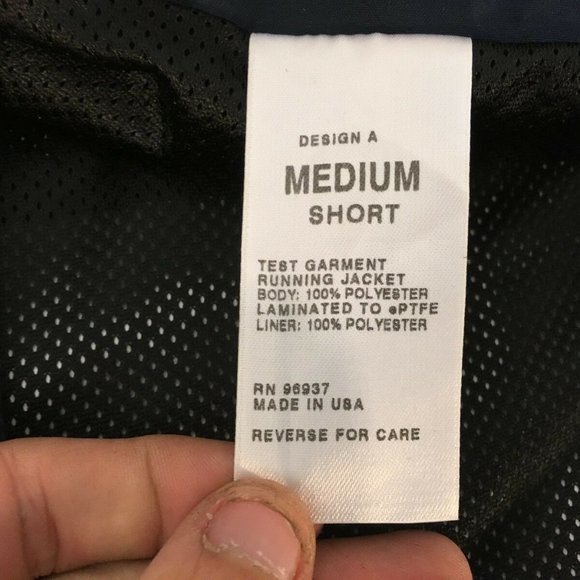 DESIGN A
MEDIUM
SHORT
TEST GARMENT
RUNNING JACKET
BODY: 100% POLYESTER
LAMINATED TO ePTFE
LINER: 100% POLYESTER
RN 96937
MADE IN USA
REVERSE FOR CARE